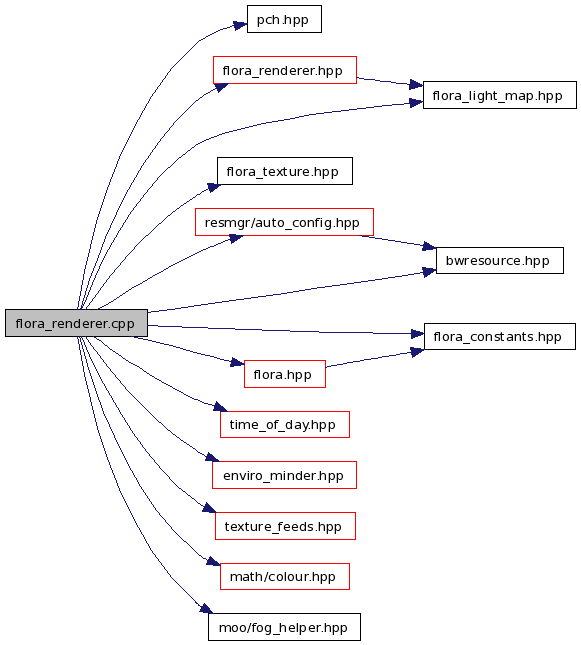 pch.hpp
flora_renderer.hpp
flora_light_map.hpp
flora_texture.hpp
resmgr/auto_config.hpp
bwresource.hpp
flora_renderer.cpp
flora_constants.hpp
flora.hpp
time_of_day.hpp
enviro_minder.hpp
texture_feeds.hpp
math/colour.hpp
moo/fog_helper.hpp